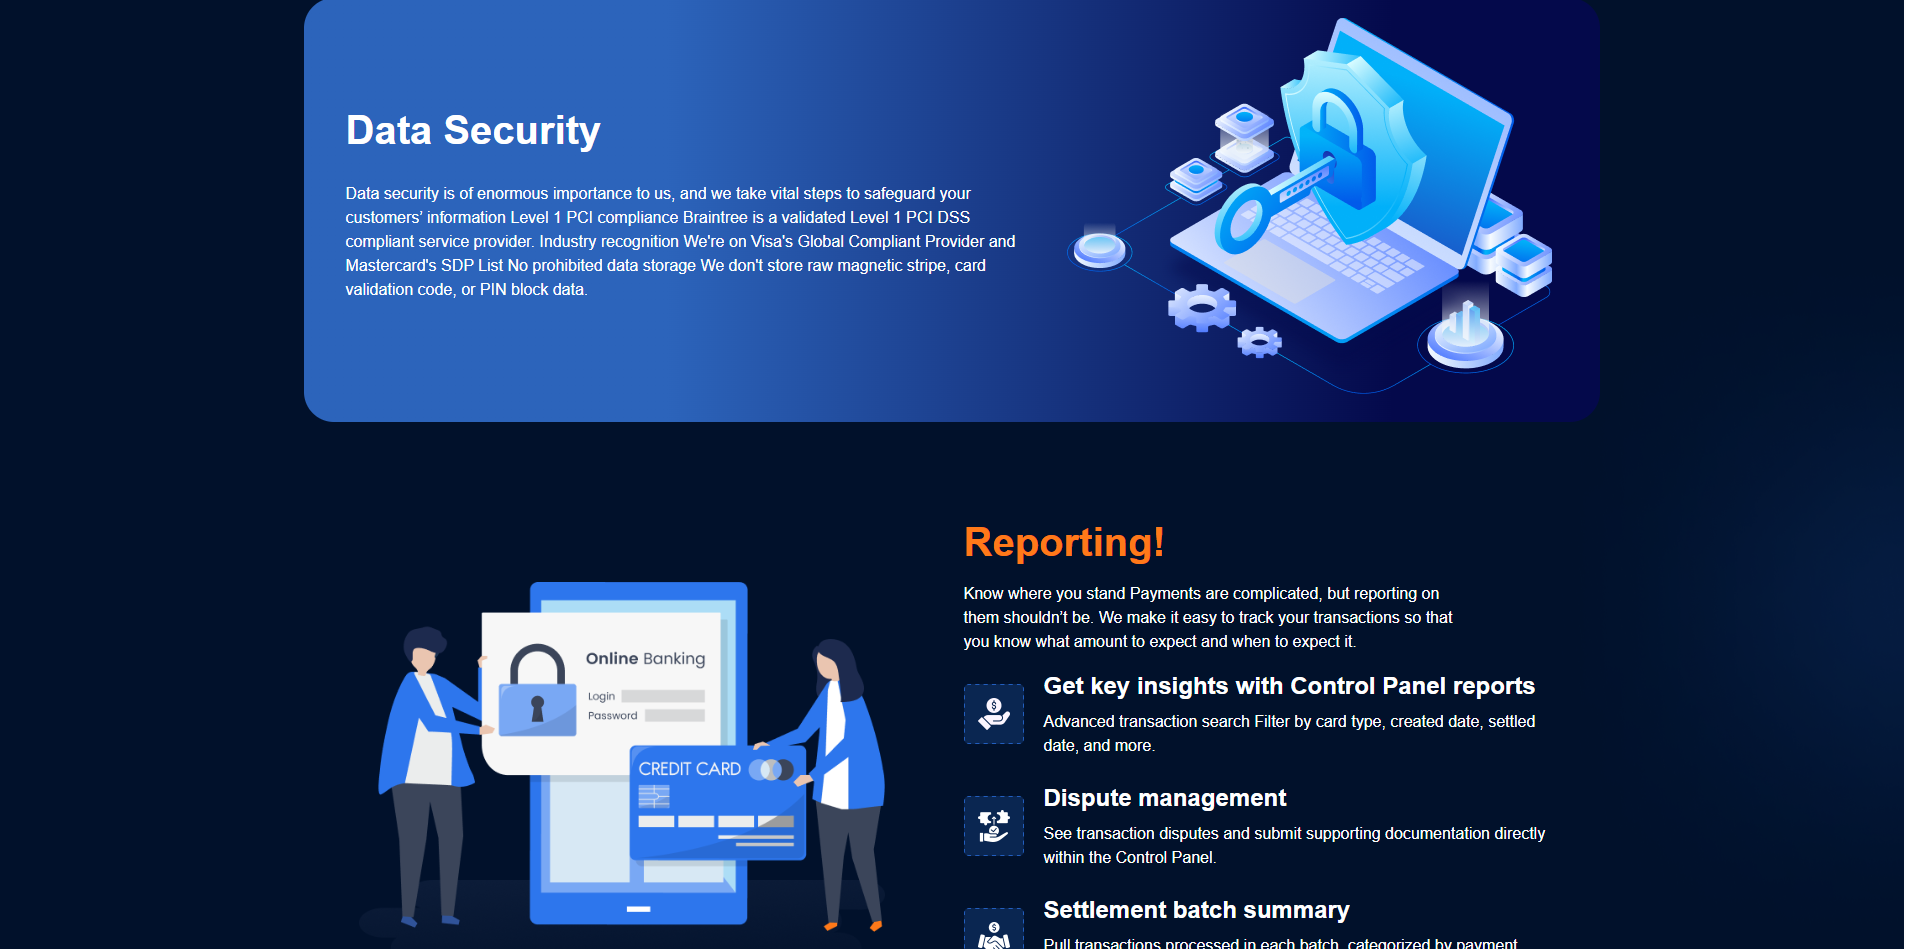 Data Security
Data security is of enormous importance to us, and we take vital steps to safeguard your
customers’ information Level 1 PCI compliance Braintree is a validated Level 1 PCI DSS
compliant service provider. Industry recognition We're on Visa's Global Compliant Provider and
Mastercard's SDP List No prohibited data storage We don't store raw magnetic stripe, card
validation code, or PIN block data.
Online Banking
Login
Password
CREDIT CARD
Reporting!
Know where you stand Payments are complicated, but reporting on
them shouldn’t be. We make it easy to track your transactions so that
you know what amount to expect and when to expect it.
Get key insights with Control Panel reports
Advanced transaction search Filter by card type, created date, settled
date, and more.
Dispute management
See transaction disputes and submit supporting documentation directly
within the Control Panel.
Settlement batch summary
Pull transactions processed in each batch, categorized by payment